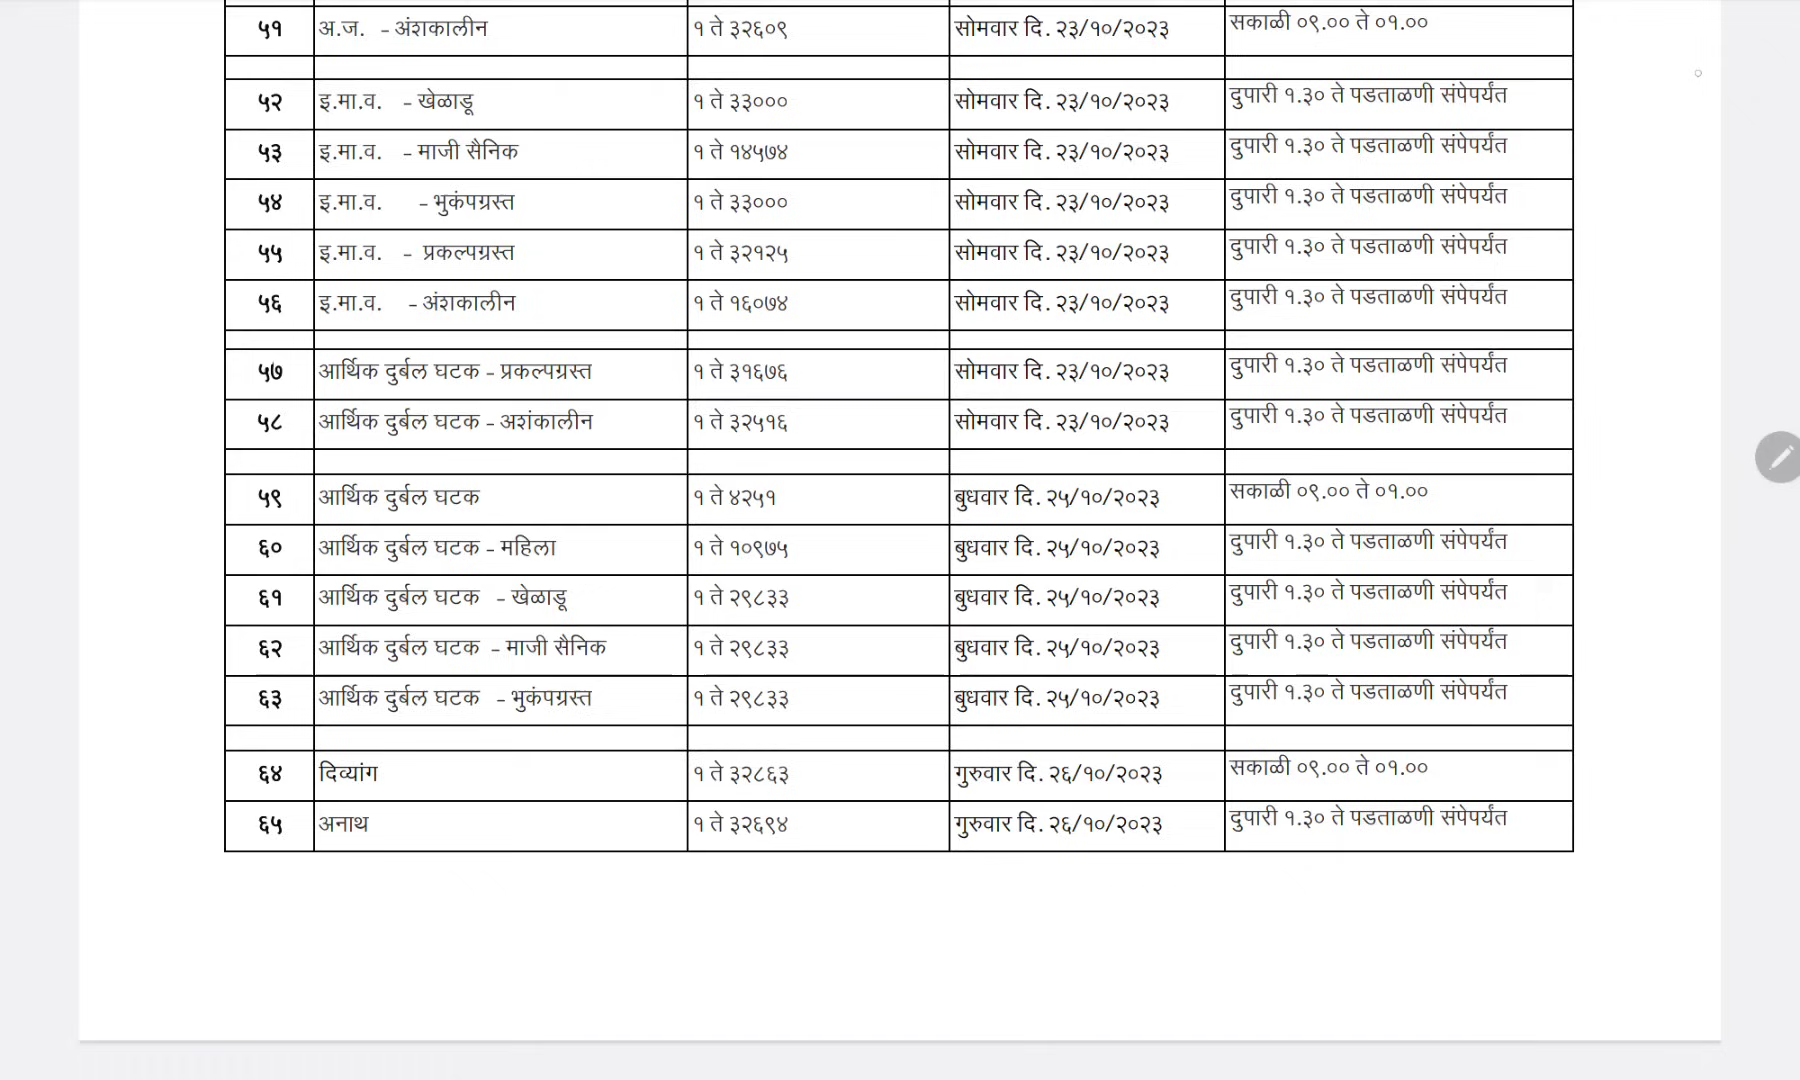 ५१ अ.ज. - अंशकालीन १ ते ३२६०९ सोमवार दि. २३/१०/२०२३ सकाळी ०९.०० ते ०१.००
५२ इ.मा.व. - खेळाडू १ ते ३३००० सोमवार दि. २३/१०/२०२३ दुपारी १.३० ते पडताळणी संपेपर्यंत
५३ इ.मा.व. - माजी सैनिक १ ते १४५७४ सोमवार दि. २३/१०/२०२३ दुपारी १.३० ते पडताळणी संपेपर्यंत
५४ इ.मा.व. - भुकंपग्रस्त १ ते ३३००० सोमवार दि. २३/१०/२०२३ दुपारी १.३० ते पडताळणी संपेपर्यंत
५५ इ.मा.व. - प्रकल्पग्रस्त १ ते ३२१२५ सोमवार दि. २३/१०/२०२३ दुपारी १.३० ते पडताळणी संपेपर्यंत
५६ इ.मा.व. - अंशकालीन १ ते १६०७४ सोमवार दि. २३/१०/२०२३ दुपारी १.३० ते पडताळणी संपेपर्यंत
५७ आर्थिक दुर्बल घटक - प्रकल्पग्रस्त १ ते ३१६७६ सोमवार दि. २३/१०/२०२३ दुपारी १.३० ते पडताळणी संपेपर्यंत
५८ आर्थिक दुर्बल घटक - अशंकालीन १ ते ३२५१६ सोमवार दि. २३/१०/२०२३ दुपारी १.३० ते पडताळणी संपेपर्यंत
५९ आर्थिक दुर्बल घटक १ ते ४२५१ बुधवार दि. २५/१०/२०२३ सकाळी ०९.०० ते ०१.००
६० आर्थिक दुर्बल घटक - महिला १ ते १०९७५ बुधवार दि. २५/१०/२०२३ दुपारी १.३० ते पडताळणी संपेपर्यंत
६१ आर्थिक दुर्बल घटक - खेळाडू १ ते २९८३३ बुधवार दि. २५/१०/२०२३ दुपारी १.३० ते पडताळणी संपेपर्यंत
६२ आर्थिक दुर्बल घटक - माजी सैनिक १ ते २९८३३ बुधवार दि. २५/१०/२०२३ दुपारी १.३० ते पडताळणी संपेपर्यंत
६३ आर्थिक दुर्बल घटक - भुकंपग्रस्त १ ते २९८३३ बुधवार दि. २५/१०/२०२३ दुपारी १.३० ते पडताळणी संपेपर्यंत
६४ दिव्यांग १ ते ३२८६३ गुरुवार दि. २६/१०/२०२३ सकाळी ०९.०० ते ०१.००
६५ अनाथ १ ते ३२६९४ गुरुवार दि. २६/१०/२०२३ दुपारी १.३० ते पडताळणी संपेपर्यंत